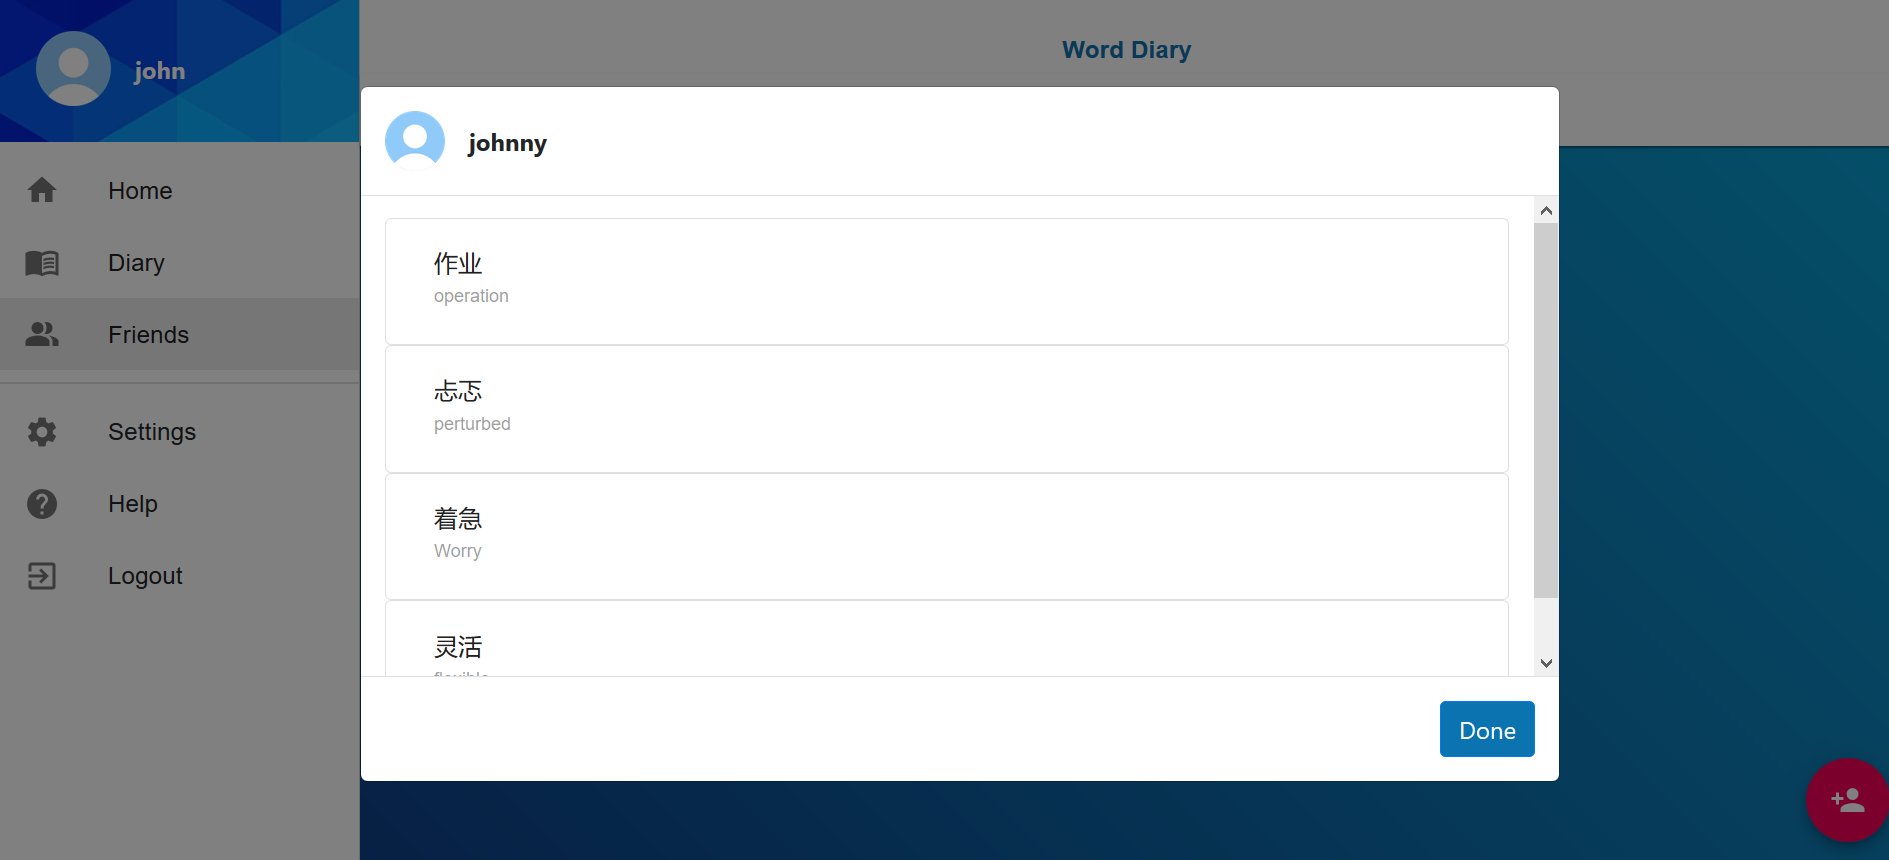 john
Word Diary
Home
Diary
Friends
Settings
Help
Logout
johnny
作业
operation
忐忑
perturbed
着急
Worry
灵活
flexible
Done